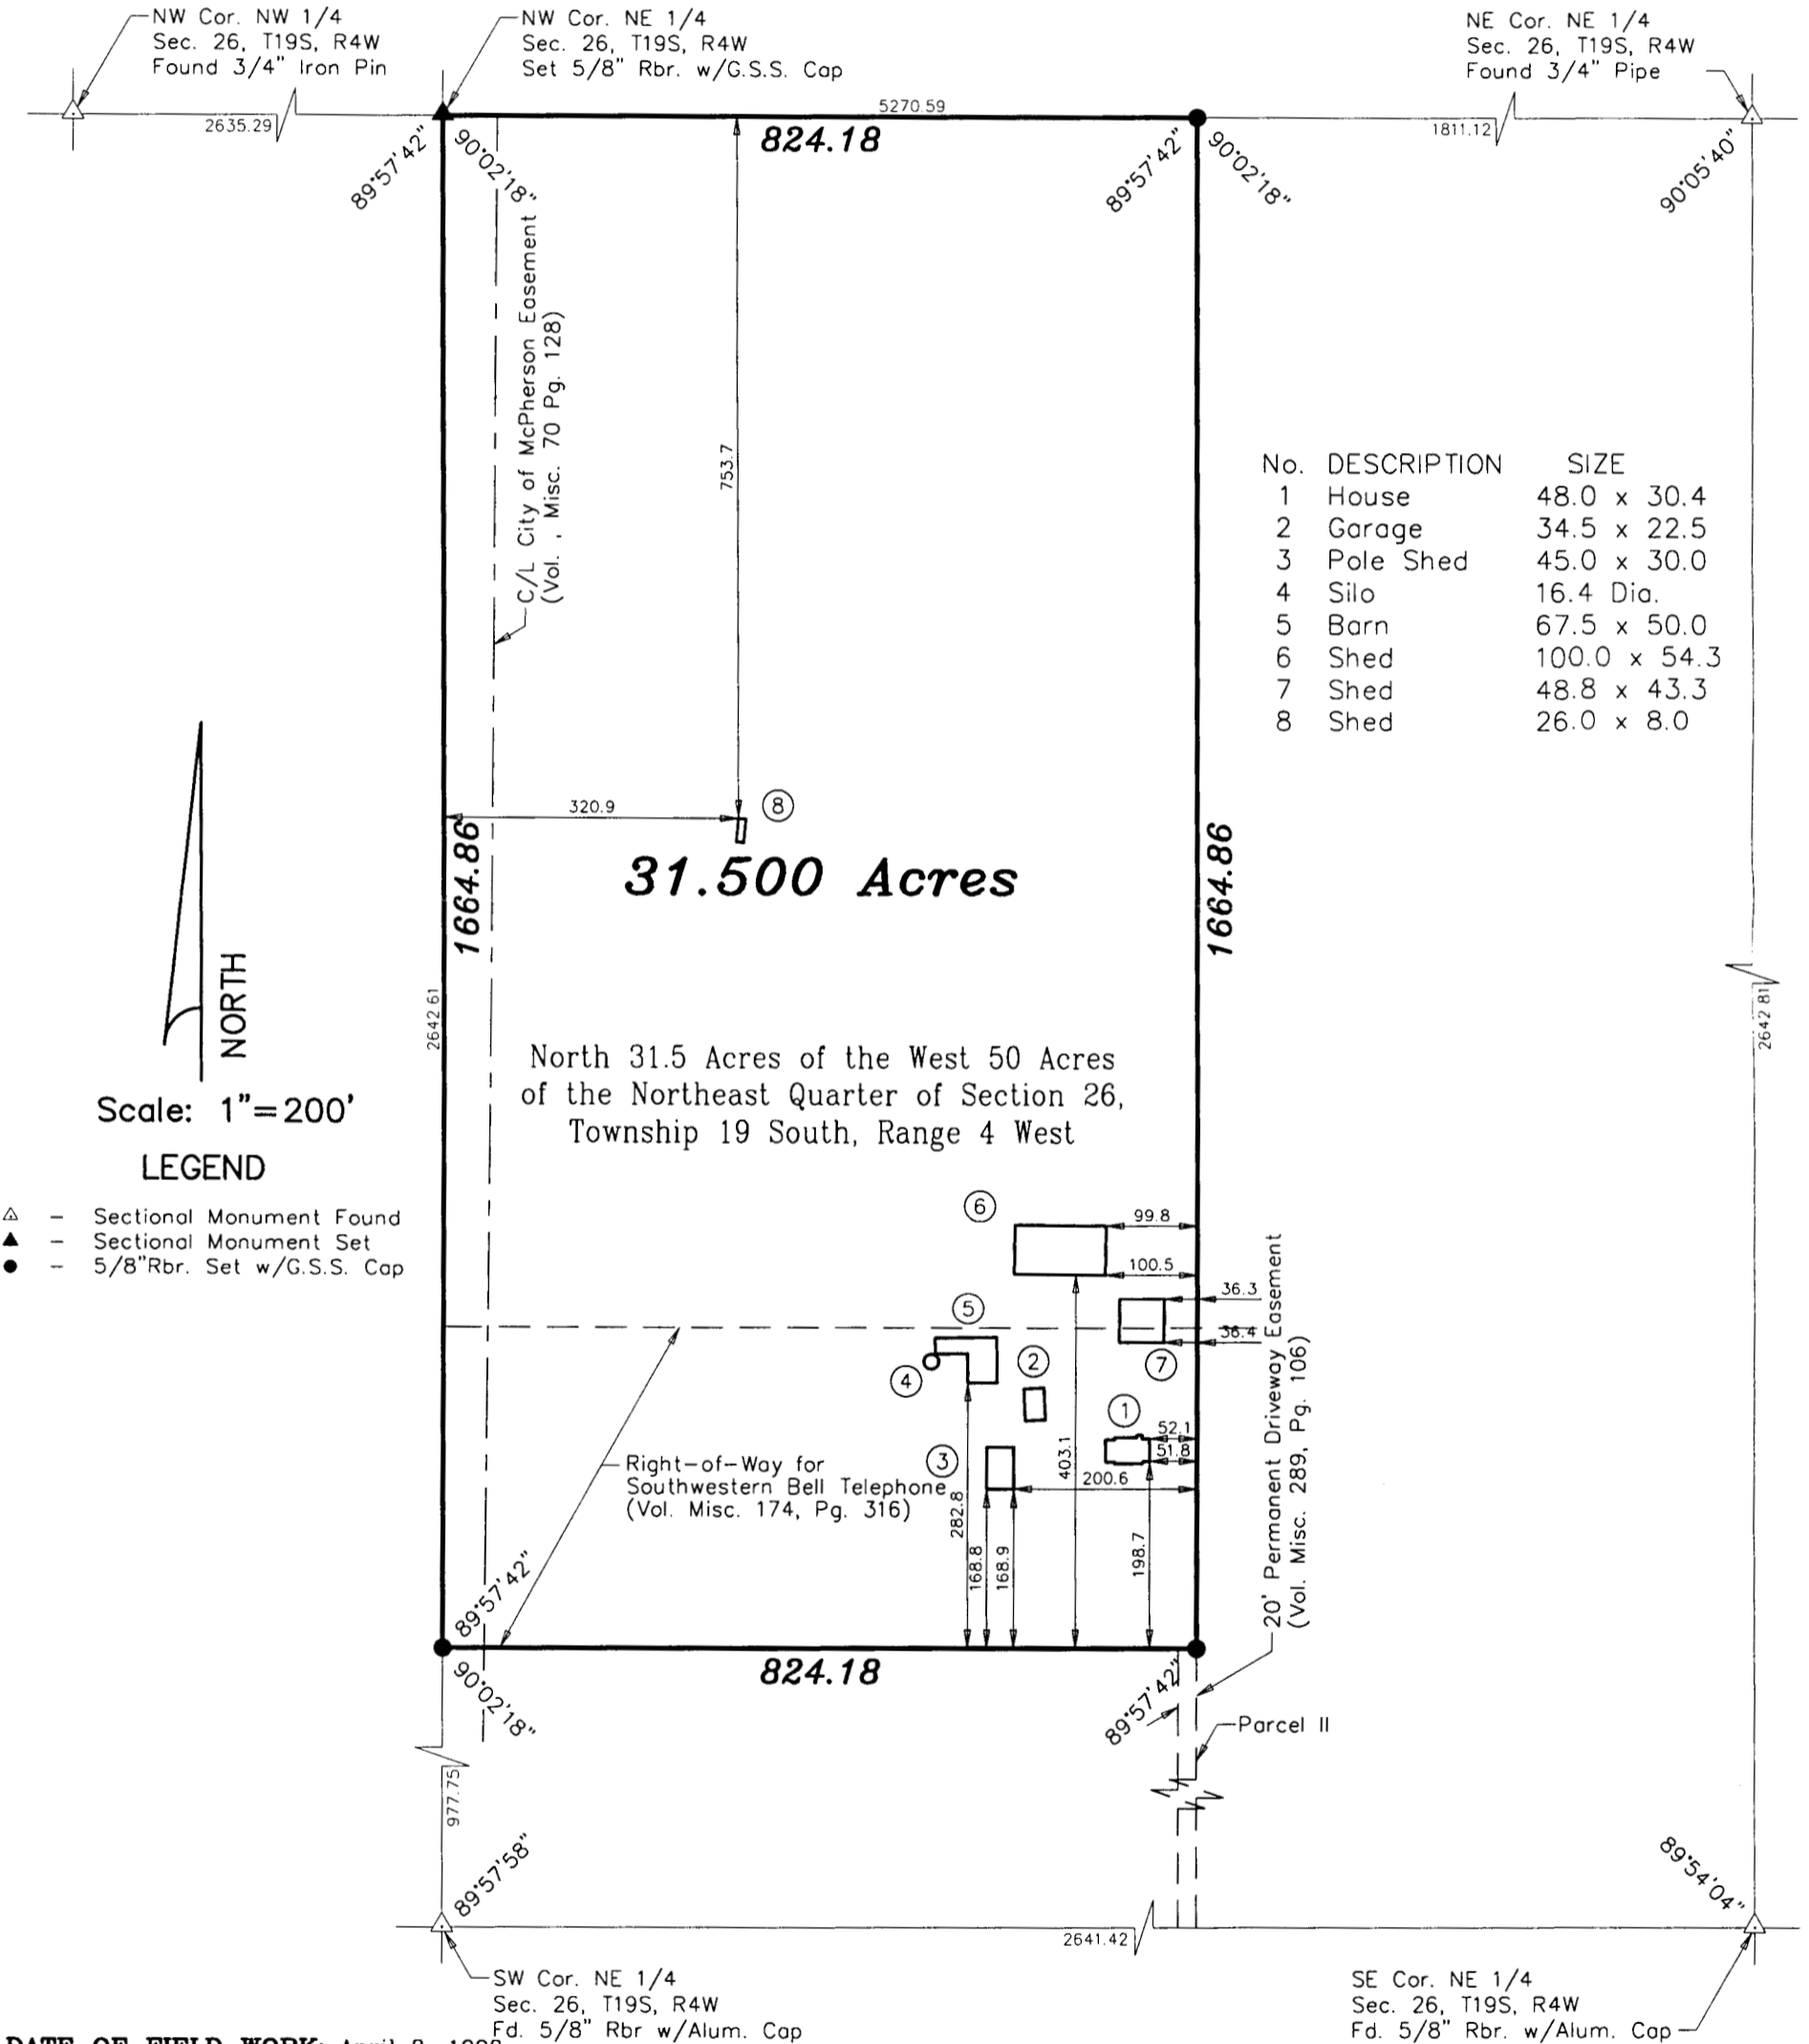 NW Cor. NW 1/4
Sec. 26, T19S, R4W
Found 3/4" Iron Pin
NW Cor. NE 1/4
Sec. 26, T19S, R4W
Set 5/8" Rbr. w/G.S.S. Cap
NE Cor. NE 1/4
Sec. 26, T19S, R4W
Found 3/4" Pipe
2635.29
5270.59
824.18
1811.12
89°57'42"
90°02'18"
89°57'42"
90°02'18"
90°05'40"
C/L City of McPherson Easement
(Vol. , Misc. 70 Pg. 128)
753.7
No. DESCRIPTION SIZE
1 House 48.0 x 30.4
2 Garage 34.5 x 22.5
3 Pole Shed 45.0 x 30.0
4 Silo 16.4 Dia.
5 Barn 67.5 x 50.0
6 Shed 100.0 x 54.3
7 Shed 48.8 x 43.3
8 Shed 26.0 x 8.0
320.9
8
1664.86
31.500 Acres
1664.86
2642.61
2642.81
NORTH
North 31.5 Acres of the West 50 Acres
of the Northeast Quarter of Section 26,
Township 19 South, Range 4 West
Scale: 1"=200'
LEGEND
– Sectional Monument Found
– Sectional Monument Set
– 5/8"Rbr. Set w/G.S.S. Cap
6
99.8
100.5
36.3
36.4
5
4
2
7
1
52.1
51.8
3
200.6
403.1
282.8
168.8
168.9
198.7
Right-of-Way for
Southwestern Bell Telephone
(Vol. Misc. 174, Pg. 316)
20' Permanent Driveway Easement
(Vol. Misc. 289, Pg. 106)
89°57'42"
824.18
90°02'18"
89°57'42"
Parcel II
977.75
89°57'58"
89°54'04"
2641.42
SW Cor. NE 1/4
Sec. 26, T19S, R4W
Fd. 5/8" Rbr w/Alum. Cap
SE Cor. NE 1/4
Sec. 26, T19S, R4W
Fd. 5/8" Rbr. w/Alum. Cap
DATE OF FIELD WORK: April